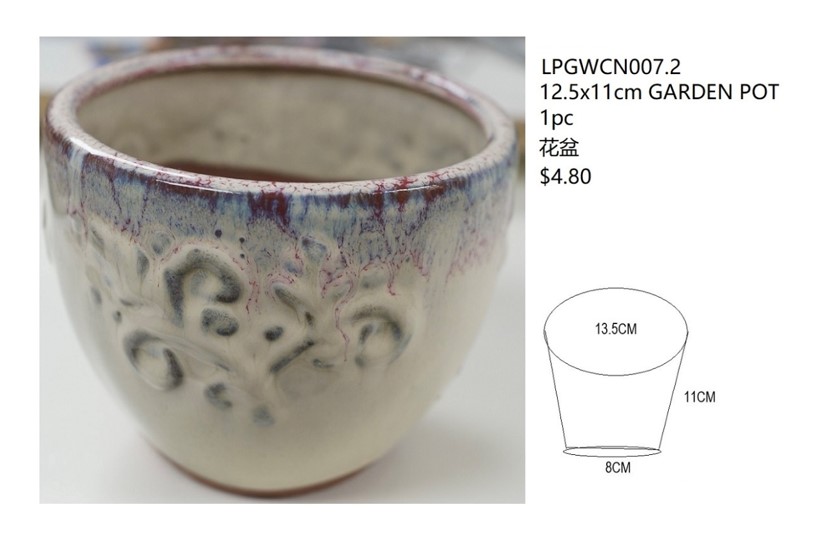 LPGWCN007.2
12.5x11cm GARDEN POT
1pc
花盆
$4.80
13.5CM
11CM
8CM